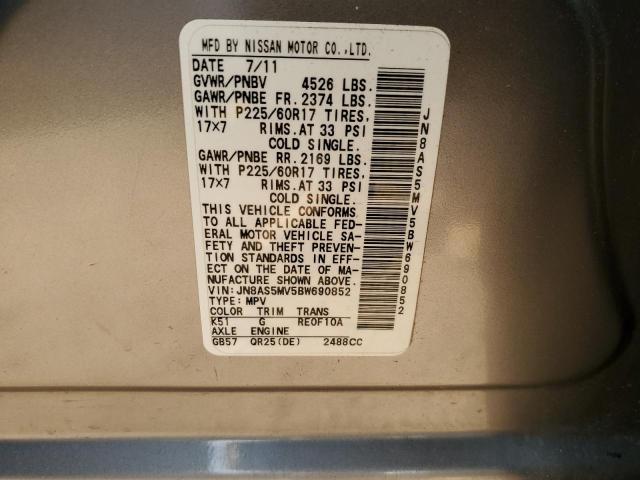 MFD BY NISSAN MOTOR CO.,LTD.
DATE 7/11
GVWR/PNBV 4526 LBS.
GAWR/PNBE FR. 2374 LBS.
WITH P225/60R17 TIRES,
17×7 RIMS. AT 33 PSI
COLD SINGLE.
GAWR/PNBE RR. 2169 LBS.
WITH P225/60R17 TIRES,
17×7 RIMS. AT 33 PSI
COLD SINGLE.
THIS VEHICLE CONFORMS
TO ALL APPLICABLE FED-
ERAL MOTOR VEHICLE SA-
FETY AND THEFT PREVEN-
TION STANDARDS IN EFF-
ECT ON THE DATE OF MA-
NUFACTURE SHOWN ABOVE.
VIN: JN8AS5MV5BW690852
TYPE: MPV
COLOR TRIM TRANS
K51 G RE0F10A
AXLE ENGINE
GB57 QR25(DE) 2488CC
JN8AS5MV5BW690852